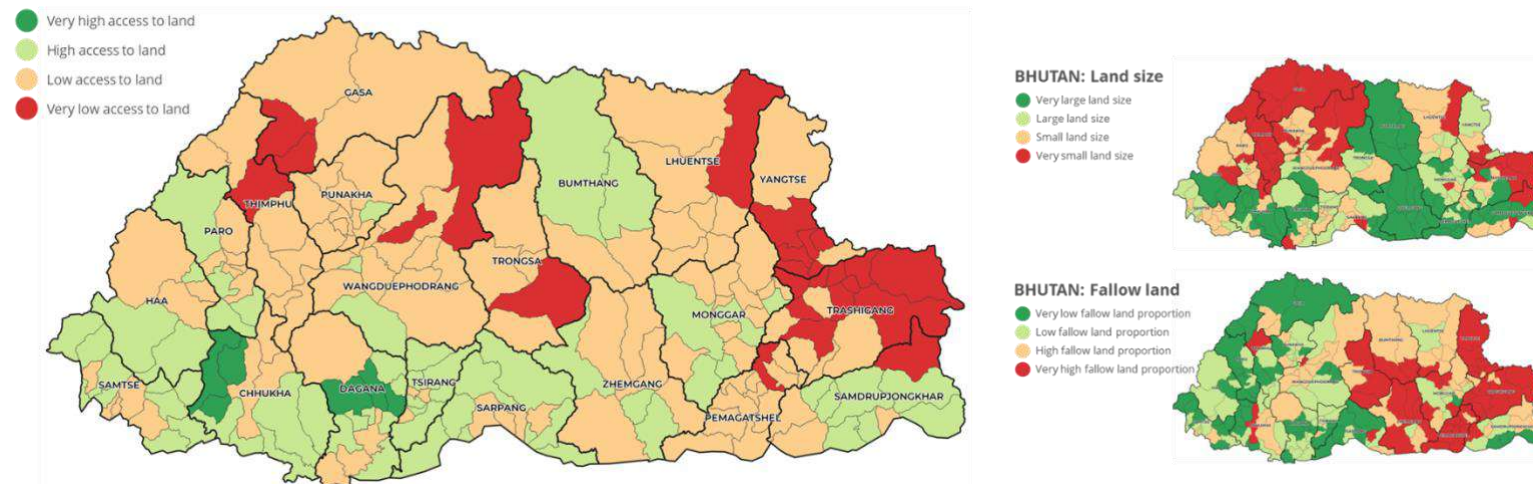 Very high access to land
High access to land
Low access to land
Very low access to land
GASA
THIMPHU
PUNAKHA
PARO
HAA
WANGDUEPHODRANG
TRONGSA
BUMTHANG
LHUENTSE
YANGTSE
MONGGAR
TRASHIGANG
SAMTSE
CHHUKHA
DAGANA
TSIRANG
SARPANG
ZHEMGANG
PEMAGATSHEL
SAMDRUPJONGKHAR
BHUTAN: Land size
Very large land size
Large land size
Small land size
Very small land size
BHUTAN: Fallow land
Very low fallow land proportion
Low fallow land proportion
High fallow land proportion
Very high fallow land proportion